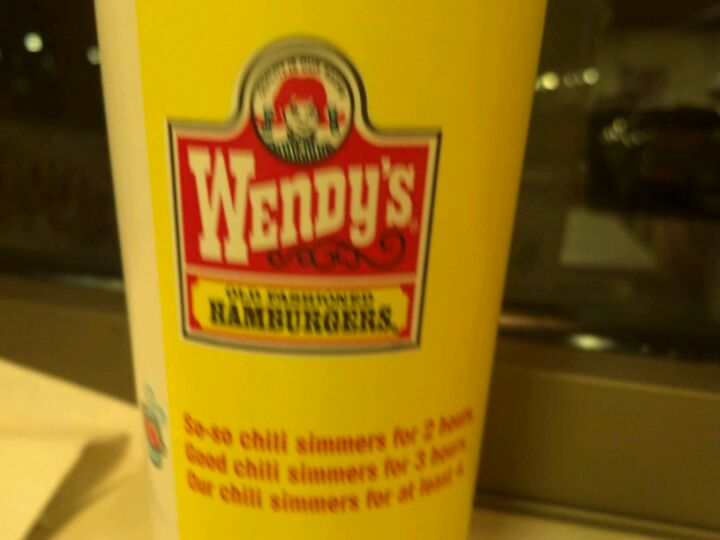 WENDY'S
OLD FASHIONED
HAMBURGERS
So-so chili simmers for 2 hours.
Good chili simmers for 3 hours.
Our chili simmers for at least 4.